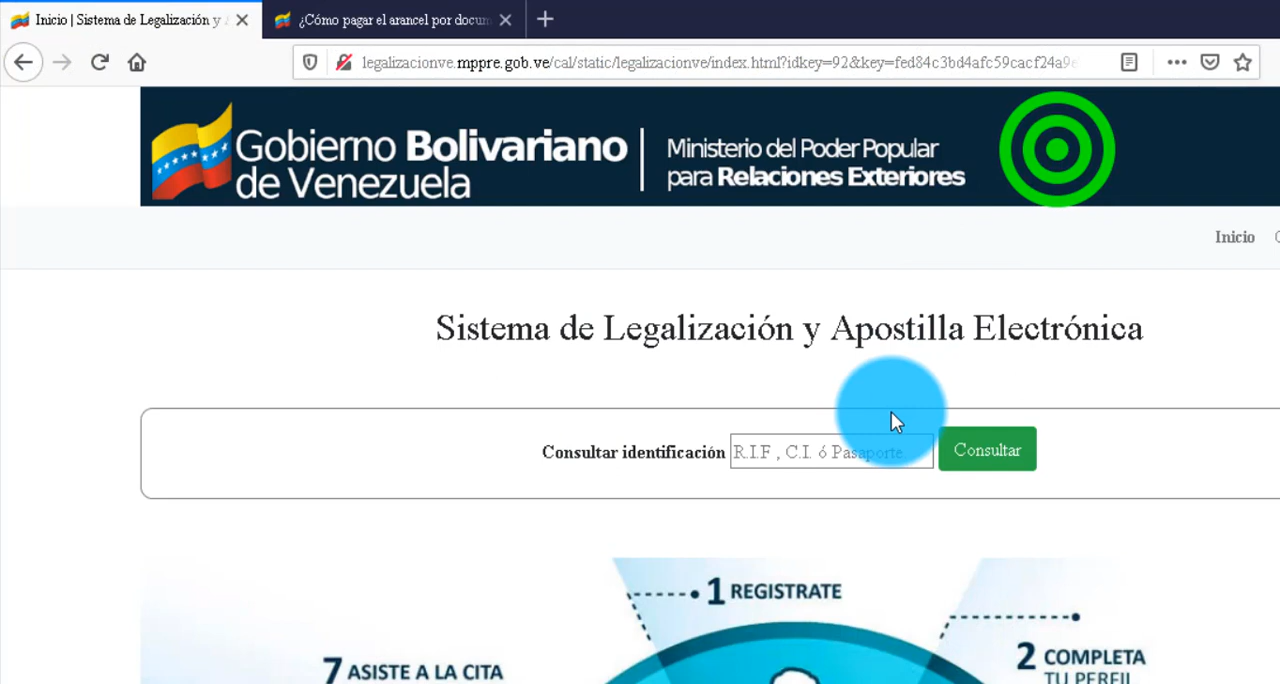 Inicio | Sistema de Legalización y
¿Cómo pagar el arancel por docum
legalizacionve.mppre.gob.ve/cal/static/legalizacionve/index.html?idkey=92&key=fed84c3bd4afc59cacf24a9
Gobierno Bolivariano
de Venezuela
Ministerio del Poder Popular
para Relaciones Exteriores
Inicio
Sistema de Legalización y Apostilla Electrónica
Consultar identificación
R.I.F , C.I. ó Pasaporte
Consultar
1 REGISTRATE
7 ASISTE A LA CITA
2 COMPLETA
TU PERFIL